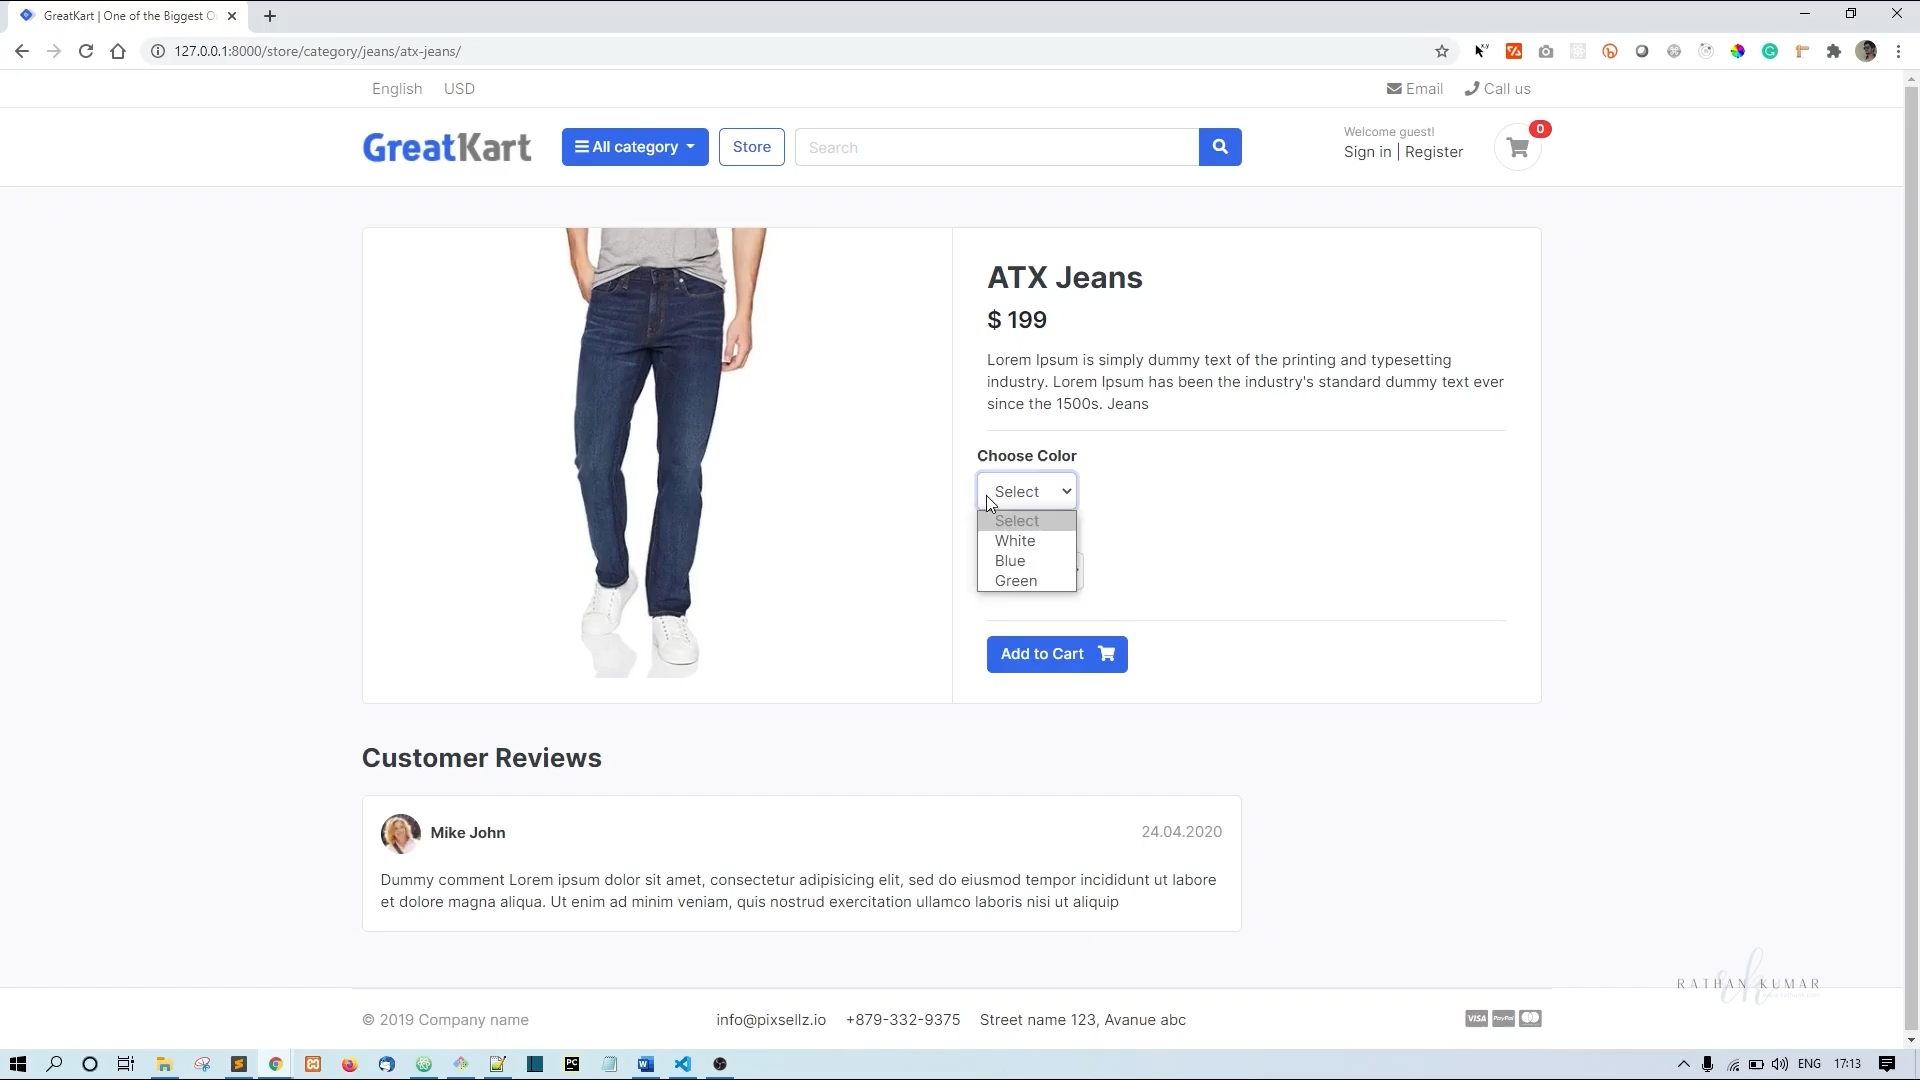 GreatKart | One of the Biggest O
127.0.0.1:8000/store/category/jeans/atx-jeans/
English USD
Email Call us
GreatKart
All category
Store
Search
Welcome guest!
Sign in | Register
0
ATX Jeans
$ 199
Lorem Ipsum is simply dummy text of the printing and typesetting
industry. Lorem Ipsum has been the industry's standard dummy text ever
since the 1500s. Jeans
Choose Color
Select
Select
White
Blue
Green
Add to Cart
Customer Reviews
Mike John
24.04.2020
Dummy comment Lorem ipsum dolor sit amet, consectetur adipisicing elit, sed do eiusmod tempor incididunt ut labore
et dolore magna aliqua. Ut enim ad minim veniam, quis nostrud exercitation ullamco laboris nisi ut aliquip
RATHAN KUMAR
© 2019 Company name
info@pixsellz.io +879-332-9375 Street name 123, Avanue abc
VISA PayPal
ENG 17:13